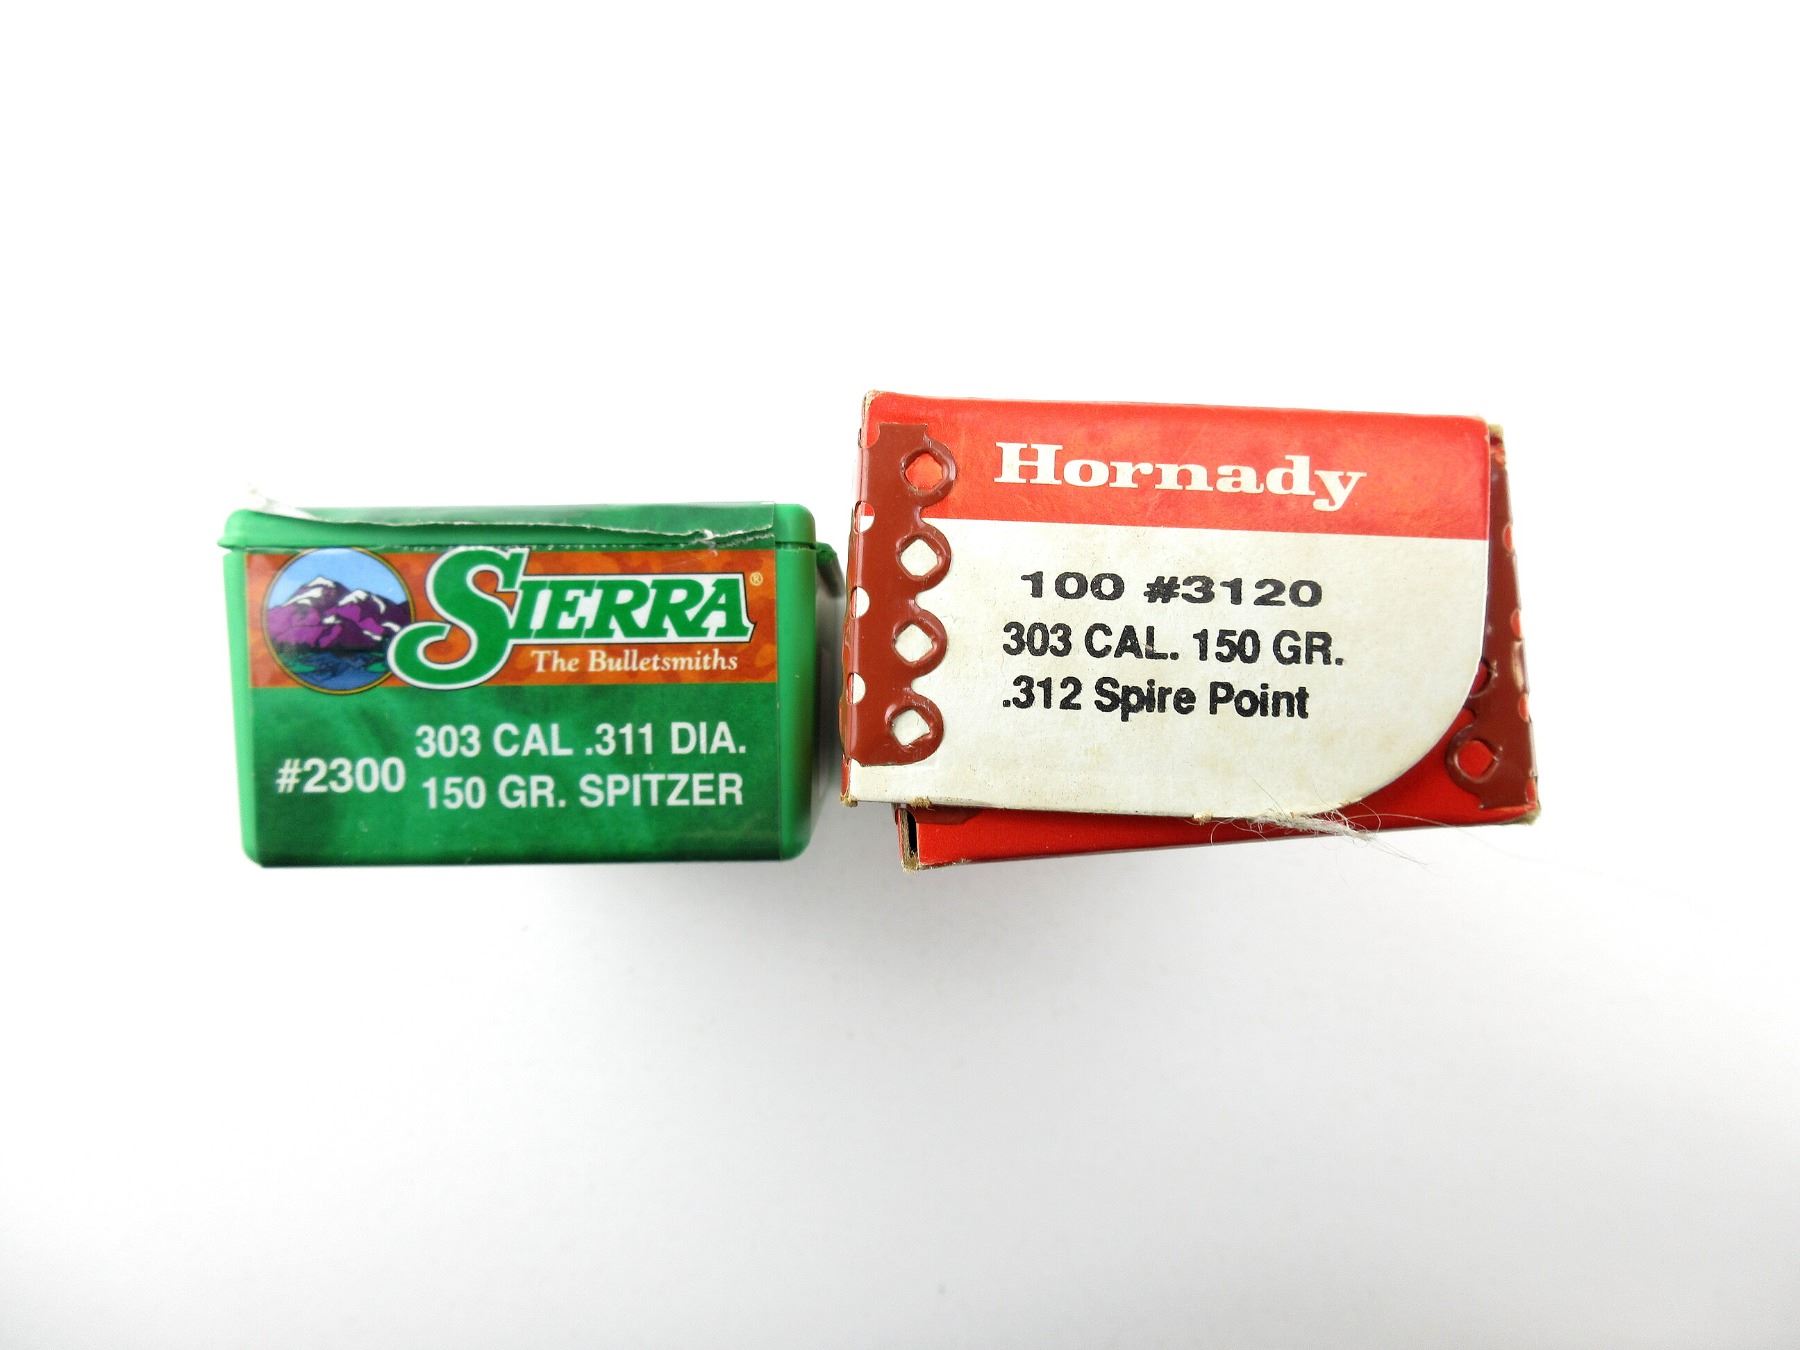 SIERRA®
The Bulletsmiths
#2300
303 CAL .311 DIA.
150 GR. SPITZER
Hornady
100 #3120
303 CAL. 150 GR.
.312 Spire Point